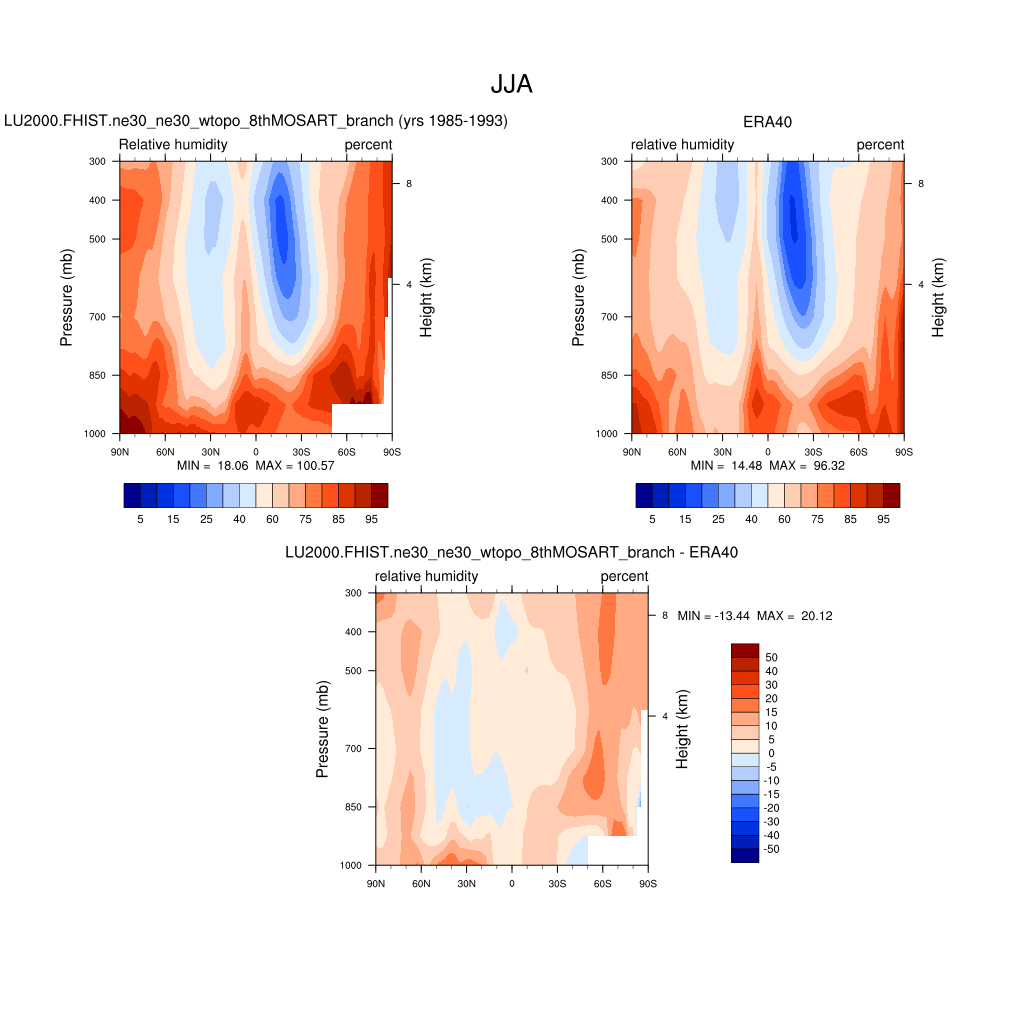 JJA
LU2000.FHIST.ne30_ne30_wtopo_8thMOSART_branch (yrs 1985-1993)
Relative humidity percent
300
400
500
700
850
1000
Pressure (mb)
8
4
Height (km)
90N 60N 30N 0 30S 60S 90S
MIN = 18.06 MAX = 100.57
5 15 25 40 60 75 85 95
ERA40
relative humidity percent
300
400
500
700
850
1000
Pressure (mb)
8
4
Height (km)
90N 60N 30N 0 30S 60S 90S
MIN = 14.48 MAX = 96.32
5 15 25 40 60 75 85 95
LU2000.FHIST.ne30_ne30_wtopo_8thMOSART_branch - ERA40
relative humidity percent
300
400
500
700
850
1000
Pressure (mb)
8
4
Height (km)
90N 60N 30N 0 30S 60S 90S
MIN = -13.44 MAX = 20.12
50
40
30
20
15
10
5
0
-5
-10
-15
-20
-30
-40
-50